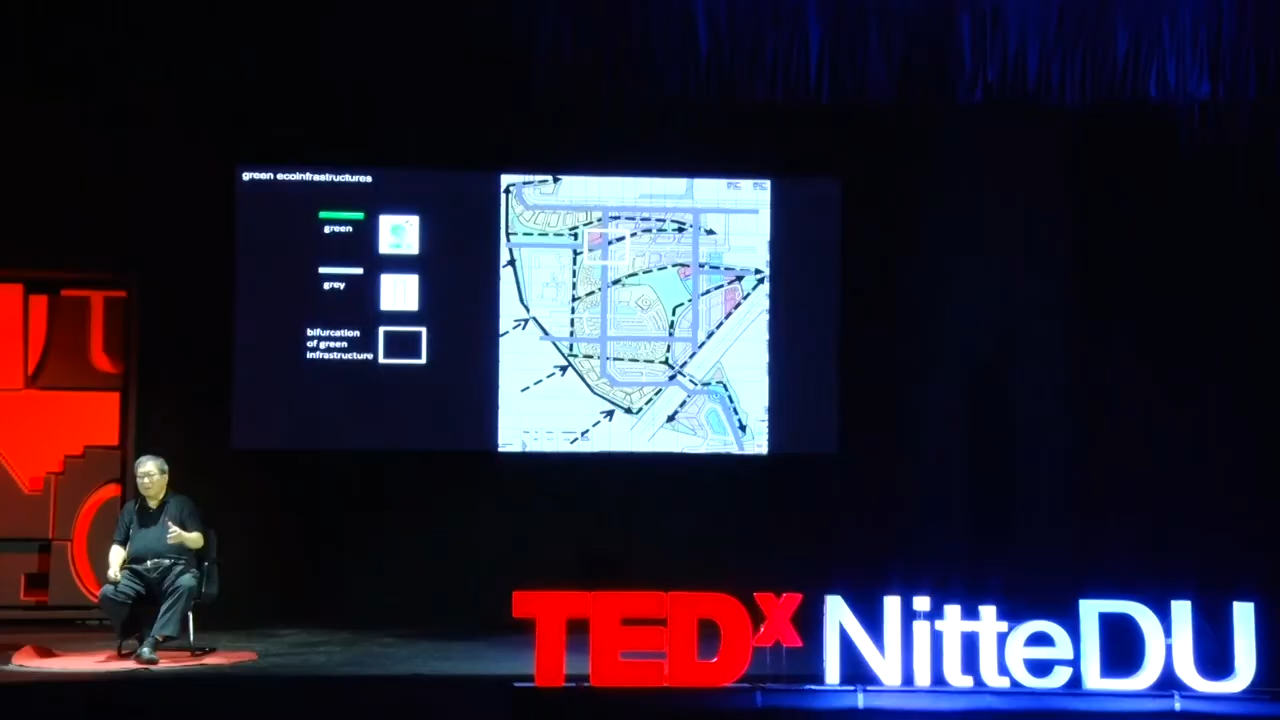 green ecoinfrastructures
green
grey
bifurcation
of green
infrastructure
TEDx NitteDU